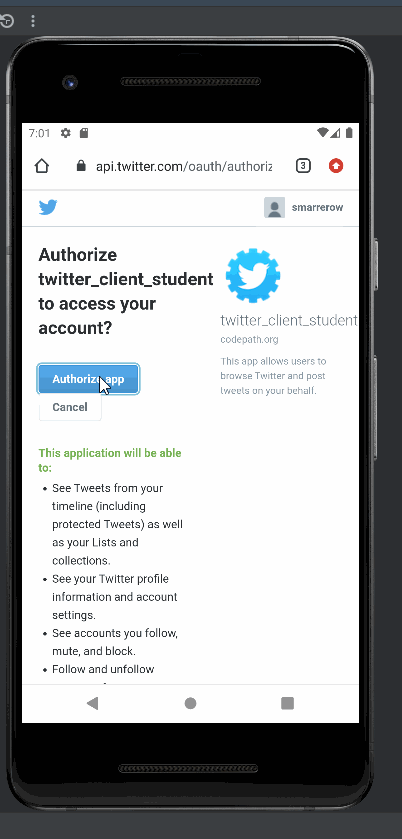 7:01
api.twitter.com/oauth/authoriz
3
smarrerow
Authorize
twitter_client_student
to access your
account?
twitter_client_student
codepath.org
This app allows users to
browse Twitter and post
tweets on your behalf.
Authorize app
Cancel
This application will be able
to:
• See Tweets from your
timeline (including
protected Tweets) as well
as your Lists and
collections.
• See your Twitter profile
information and account
settings.
• See accounts you follow,
mute, and block.
• Follow and unfollow